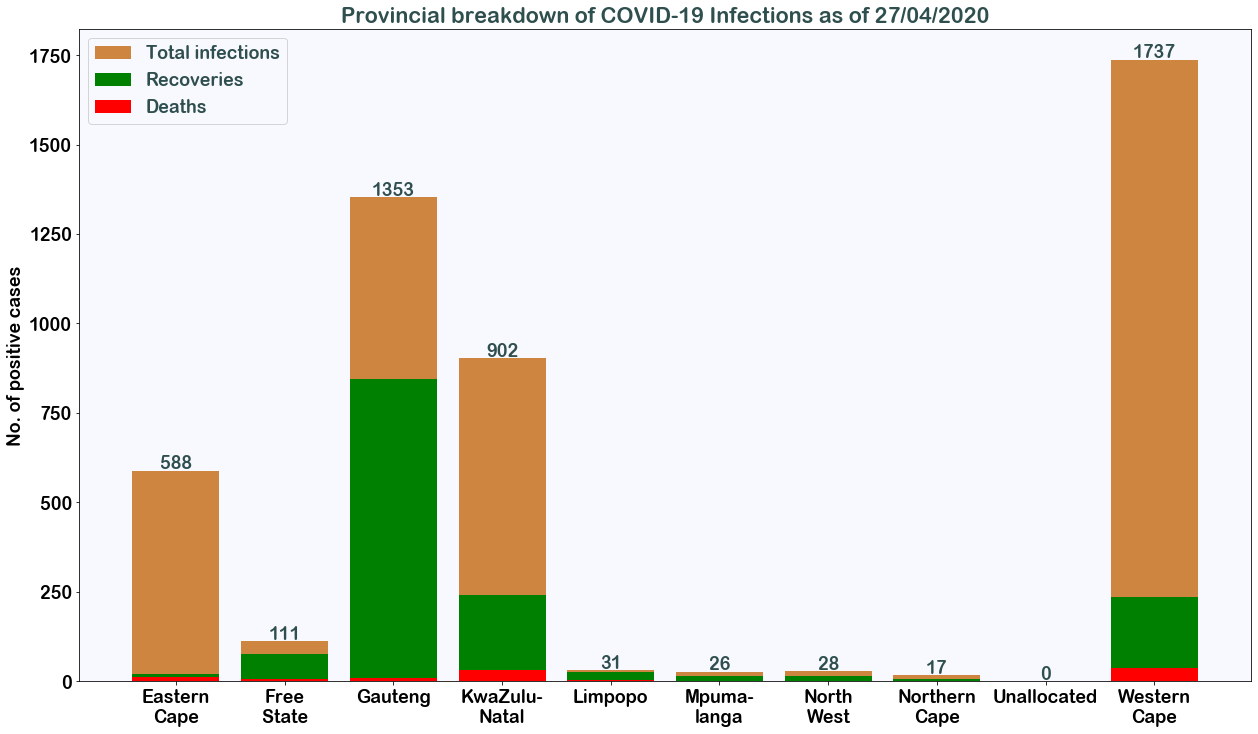 Provincial breakdown of COVID-19 Infections as of 27/04/2020
Total infections
Recoveries
Deaths
No. of positive cases
1750
1500
1250
1000
750
500
250
0
588
111
1353
902
31
26
28
17
0
1737
Eastern
Cape
Free
State
Gauteng
KwaZulu-
Natal
Limpopo
Mpuma-
langa
North
West
Northern
Cape
Unallocated
Western
Cape